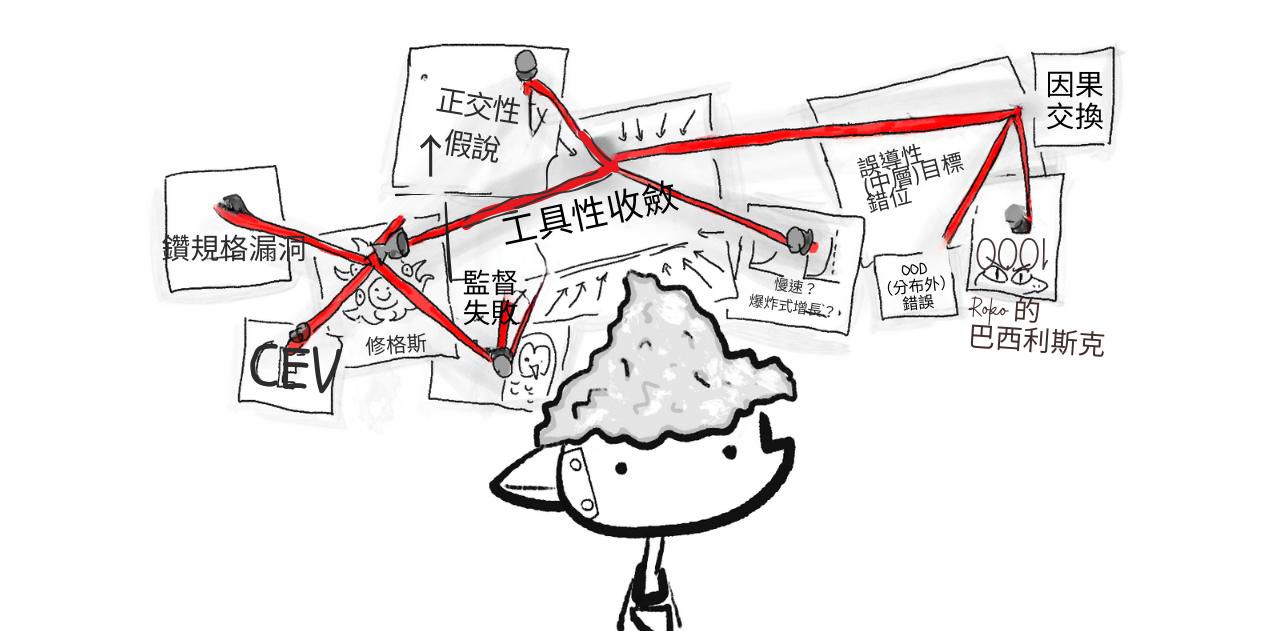 正交性
假說
因果
交換
誤導性
(中層)目標
錯位
工具性收斂
鑽規格漏洞
監督
失敗
OOD
(分布外)
錯誤
慢速？
爆炸式增長？
Roko 的
巴西利斯克
修格斯
CEV